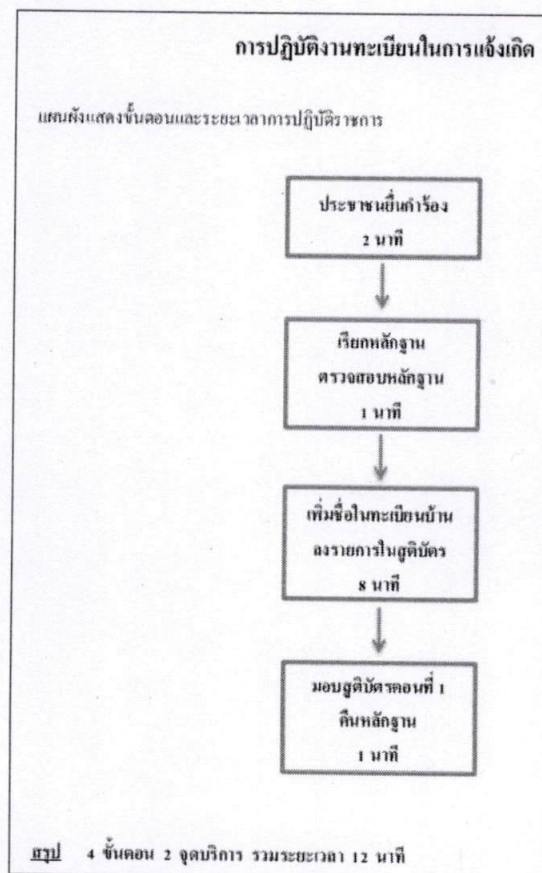 การปฏิบัติงานทะเบียนในการแจ้งเกิด
แผนผังแสดงขั้นตอนและระยะเวลาการปฏิบัติราชการ
ประชาชนยื่นคำร้อง
2 นาที
เรียกหลักฐาน
ตรวจสอบหลักฐาน
1 นาที
เพิ่มชื่อในทะเบียนบ้าน
ลงรายการในสูติบัตร
8 นาที
มอบสูติบัตรตอนที่ 1
คืนหลักฐาน
1 นาที
สรุป 4 ขั้นตอน 2 จุดบริการ รวมระยะเวลา 12 นาที